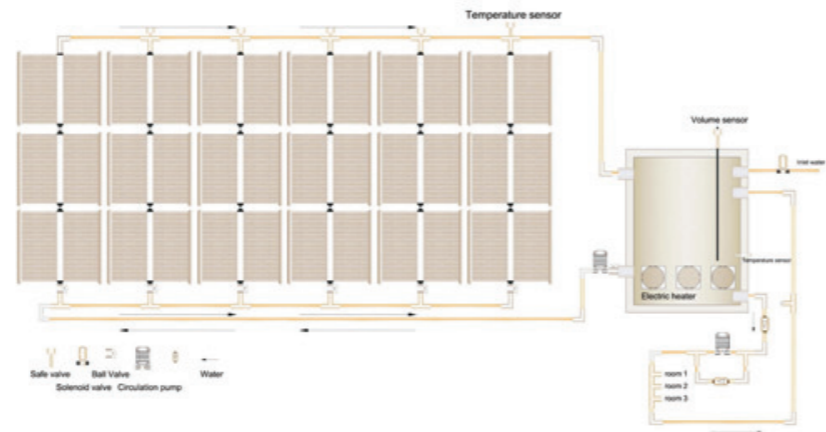 Temperature sensor
Volume sensor
Inlet water
Temperature sensor
Electric heater
room 1
room 2
room 3
Safe valve Ball Valve Water
Solenoid valve Circulation pump